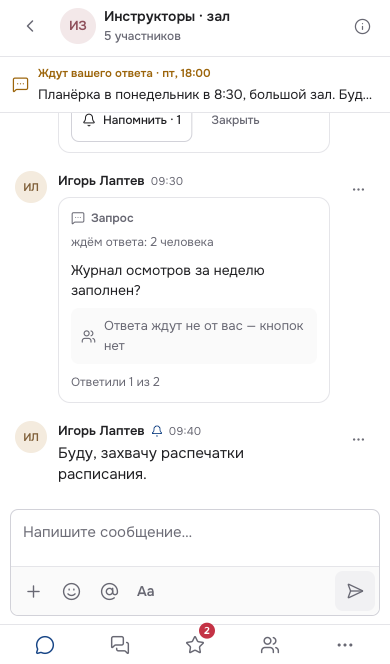 ИЗ
Инструкторы · зал
5 участников
Ждут вашего ответа · пт, 18:00
Планёрка в понедельник в 8:30, большой зал. Буд...
Напомнить · 1 Закрыть
ИЛ
Игорь Лаптев 09:30
Запрос
ждём ответа: 2 человека
Журнал осмотров за неделю
заполнен?
Ответа ждут не от вас — кнопок
нет
Ответили 1 из 2
ИЛ
Игорь Лаптев 09:40
Буду, захвачу распечатки
расписания.
Напишите сообщение...
Aa
2